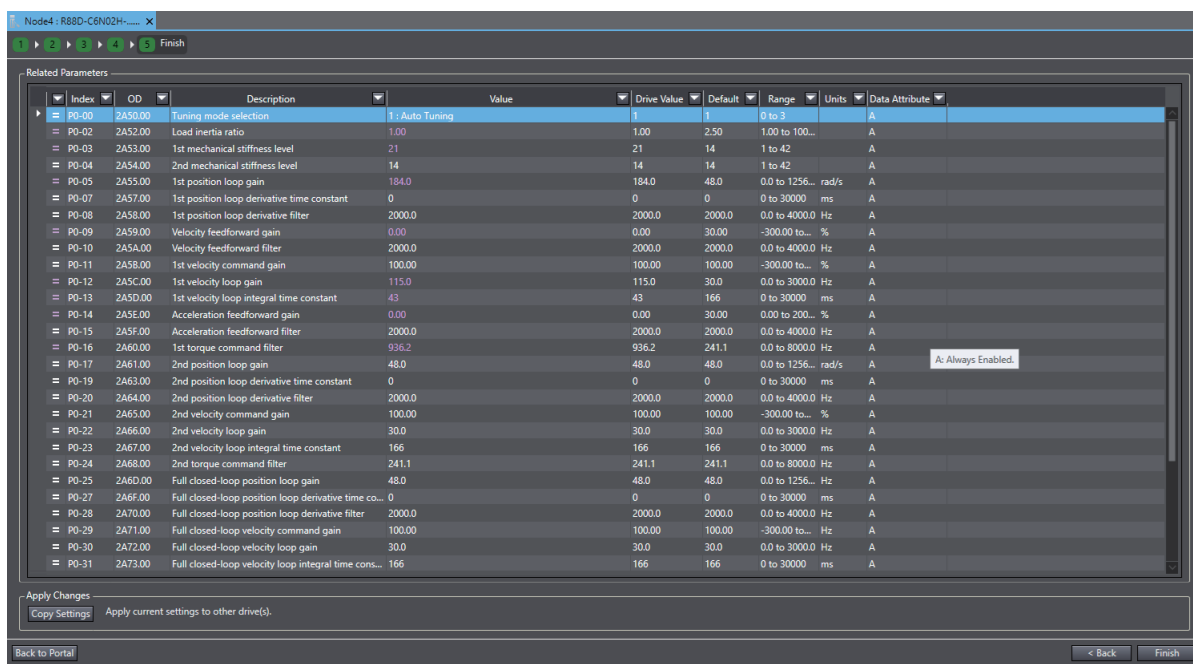 Node4 : R88D-C6N02H-...... X
1 2 3 4 5 Finish
Related Parameters
Index OD Description Value Drive Value Default Range Units Data Attribute
= P0-00 2A50.00 Tuning mode selection 1 : Auto Tuning 1 1 0 to 3 A
= P0-02 2A52.00 Load inertia ratio 1.00 1.00 2.50 1.00 to 100... A
= P0-03 2A53.00 1st mechanical stiffness level 21 21 14 1 to 42 A
= P0-04 2A54.00 2nd mechanical stiffness level 14 14 14 1 to 42 A
= P0-05 2A55.00 1st position loop gain 184.0 184.0 48.0 0.0 to 1256... rad/s A
= P0-07 2A57.00 1st position loop derivative time constant 0 0 0 0 to 30000 ms A
= P0-08 2A58.00 1st position loop derivative filter 2000.0 2000.0 2000.0 0.0 to 4000.0 Hz A
= P0-09 2A59.00 Velocity feedforward gain 0.00 0.00 30.00 -300.00 to... % A
= P0-10 2A5A.00 Velocity feedforward filter 2000.0 2000.0 2000.0 0.0 to 4000.0 Hz A
= P0-11 2A5B.00 1st velocity command gain 100.00 100.00 100.00 -300.00 to... % A
= P0-12 2A5C.00 1st velocity loop gain 115.0 115.0 30.0 0.0 to 3000.0 Hz A
= P0-13 2A5D.00 1st velocity loop integral time constant 43 43 166 0 to 30000 ms A
= P0-14 2A5E.00 Acceleration feedforward gain 0.00 0.00 30.00 0.00 to 200... % A
= P0-15 2A5F.00 Acceleration feedforward filter 2000.0 2000.0 2000.0 0.0 to 4000.0 Hz A
= P0-16 2A60.00 1st torque command filter 936.2 936.2 241.1 0.0 to 8000.0 Hz A
A: Always Enabled.
= P0-17 2A61.00 2nd position loop gain 48.0 48.0 48.0 0.0 to 1256... rad/s A
= P0-19 2A63.00 2nd position loop derivative time constant 0 0 0 0 to 30000 ms A
= P0-20 2A64.00 2nd position loop derivative filter 2000.0 2000.0 2000.0 0.0 to 4000.0 Hz A
= P0-21 2A65.00 2nd velocity command gain 100.00 100.00 100.00 -300.00 to... % A
= P0-22 2A66.00 2nd velocity loop gain 30.0 30.0 30.0 0.0 to 3000.0 Hz A
= P0-23 2A67.00 2nd velocity loop integral time constant 166 166 166 0 to 30000 ms A
= P0-24 2A68.00 2nd torque command filter 241.1 241.1 241.1 0.0 to 8000.0 Hz A
= P0-25 2A6D.00 Full closed-loop position loop gain 48.0 48.0 48.0 0.0 to 1256... Hz A
= P0-27 2A6F.00 Full closed-loop position loop derivative time co... 0 0 0 0 to 30000 ms A
= P0-28 2A70.00 Full closed-loop position loop derivative filter 2000.0 2000.0 2000.0 0.0 to 4000.0 Hz A
= P0-29 2A71.00 Full closed-loop velocity command gain 100.00 100.00 100.00 -300.00 to... Hz A
= P0-30 2A72.00 Full closed-loop velocity loop gain 30.0 30.0 30.0 0.0 to 3000.0 Hz A
= P0-31 2A73.00 Full closed-loop velocity loop integral time cons... 166 166 166 0 to 30000 ms A
Apply Changes
Copy Settings Apply current settings to other drive(s).
Back to Portal < Back Finish